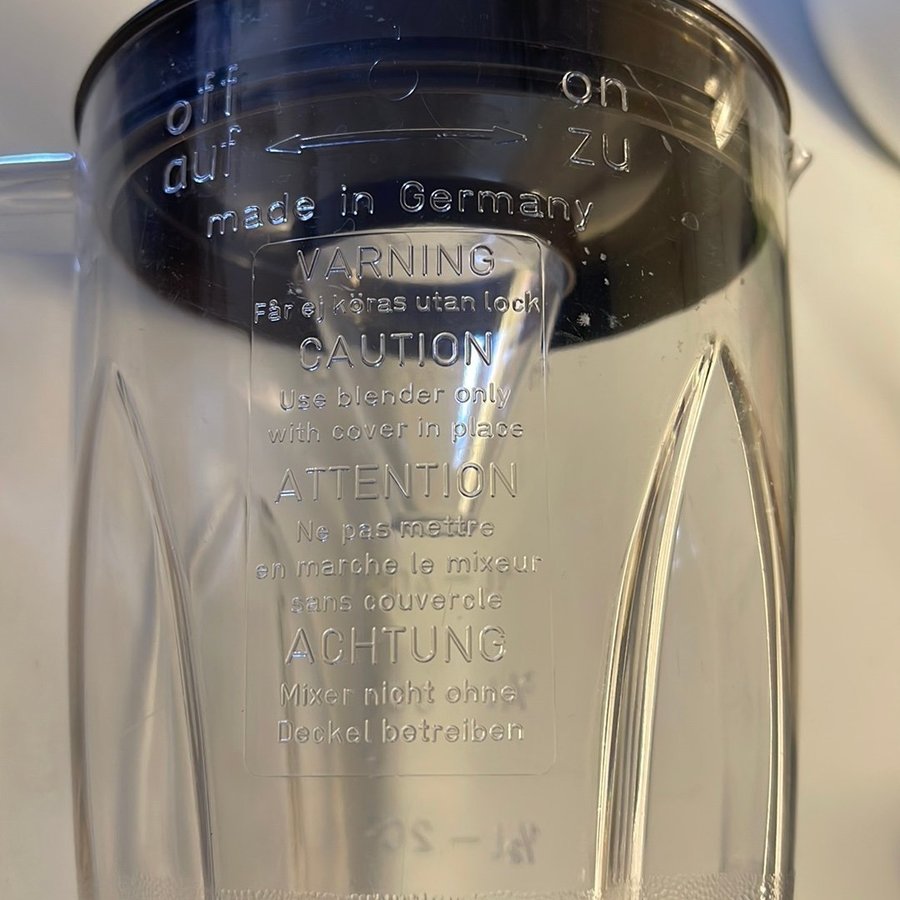 off on
auf zu
made in Germany
VARNING
Får ej köras utan lock
CAUTION
Use blender only
with cover in place
ATTENTION
Ne pas mettre
en marche le mixeur
sans couvercle
ACHTUNG
Mixer nicht ohne
Deckel betreiben